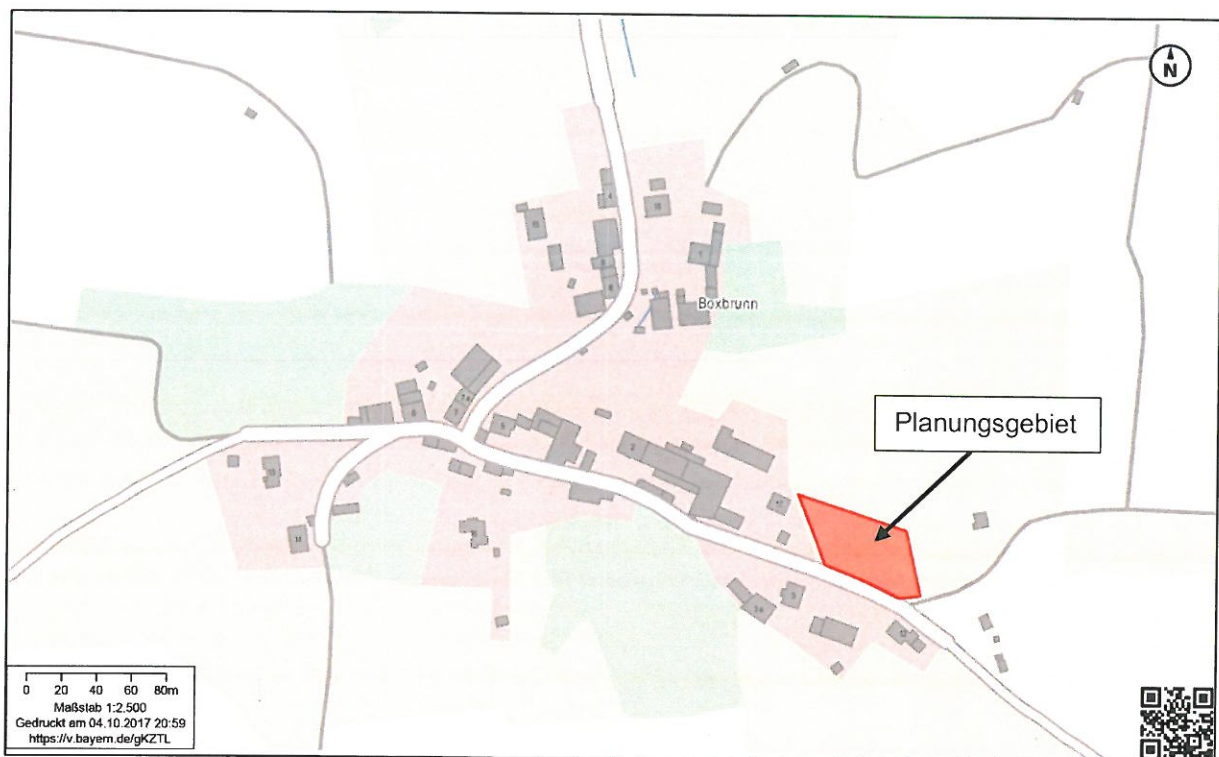 N
Boxbrunn
Planungsgebiet
0 20 40 60 80m
Maßstab 1:2.500
Gedruckt am 04.10.2017 20:59
https://v.bayern.de/gKZTL